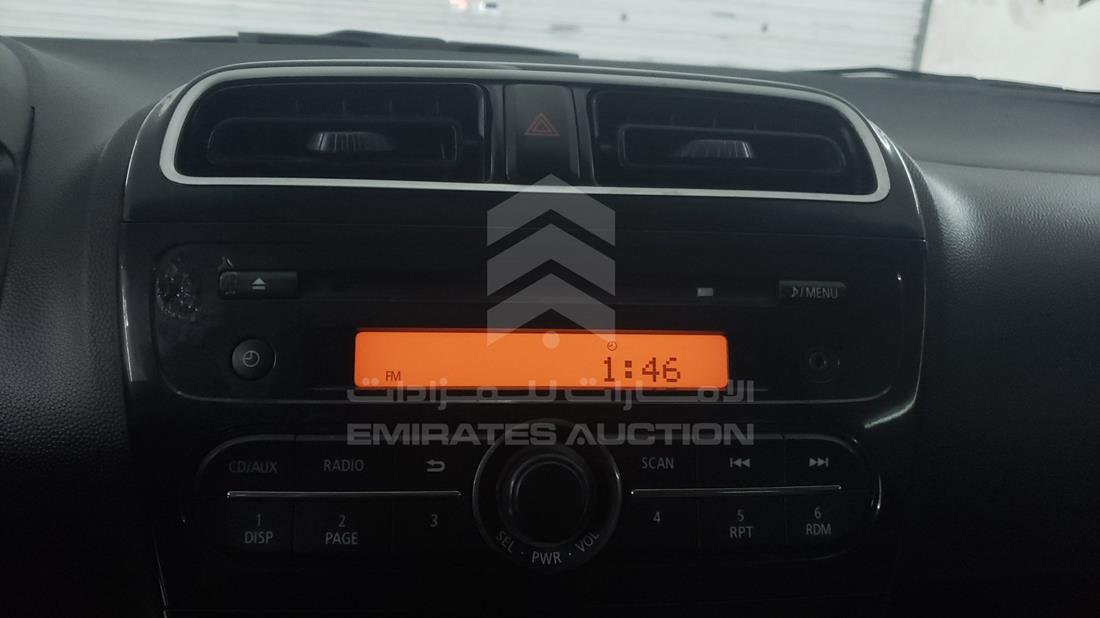 ♪/MENU
1:46
FM
الامارات للمزادات
EMIRATES AUCTION
CD/AUX RADIO SCAN
1 2 3 4 5 6
DISP PAGE RPT RDM
SEL · PWR · VOL